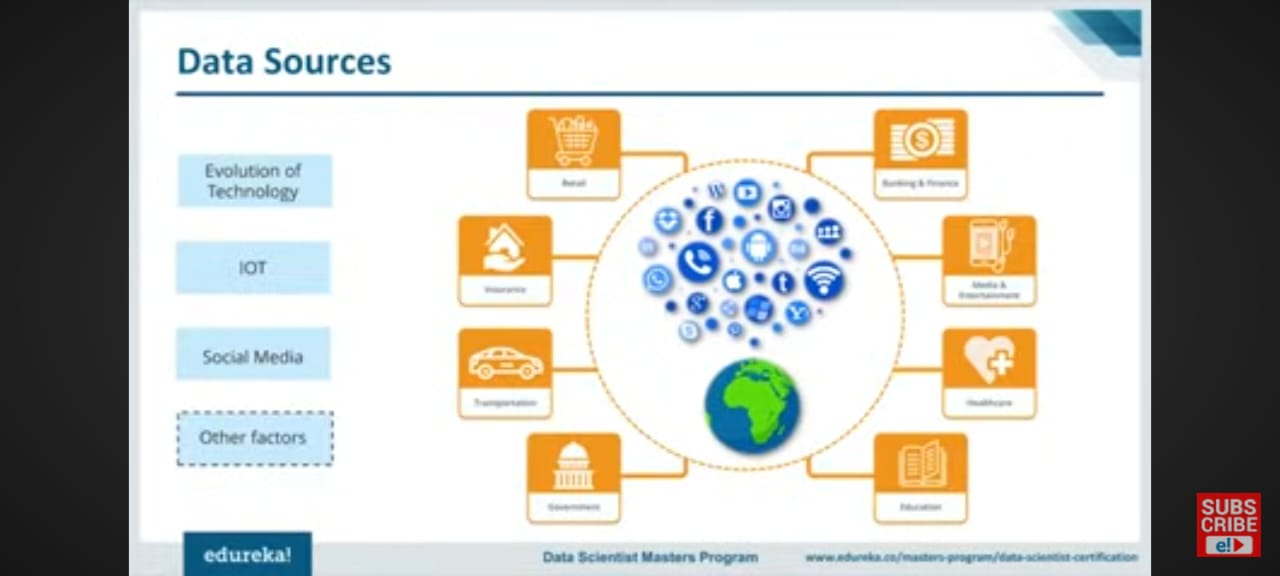 Data Sources
Evolution of
Technology
IOT
Social Media
Other factors
Retail
Banking & Finance
Insurance
Media &
Entertainment
Transportation
Healthcare
Government
Education
edureka!
Data Scientist Masters Program
www.edureka.co/masters-program/data-scientist-certification
SUBS
CRIBE
e!